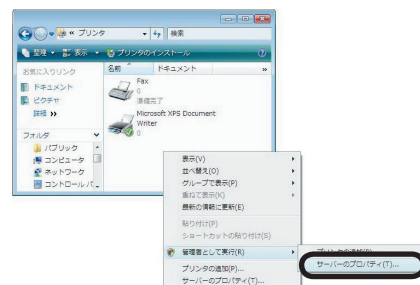 « プリンタ
検索
整理 表示 プリンタのインストール
お気に入りリンク
ドキュメント
ピクチャ
詳細 »
フォルダ
パブリック
コンピュータ
ネットワーク
コントロール パ
名前 ドキュメント »
Fax
0
準備完了
Microsoft XPS Document
Writer
0
表示(V)
並べ替え(O)
グループで表示(P)
重ねて表示(K)
最新の情報に更新(E)
貼り付け(P)
ショートカットの貼り付け(S)
管理者として実行(R)
プリンタの追加(P)...
サーバーのプロパティ(T)...
プリンタの追加(P)...
サーバーのプロパティ(T)...